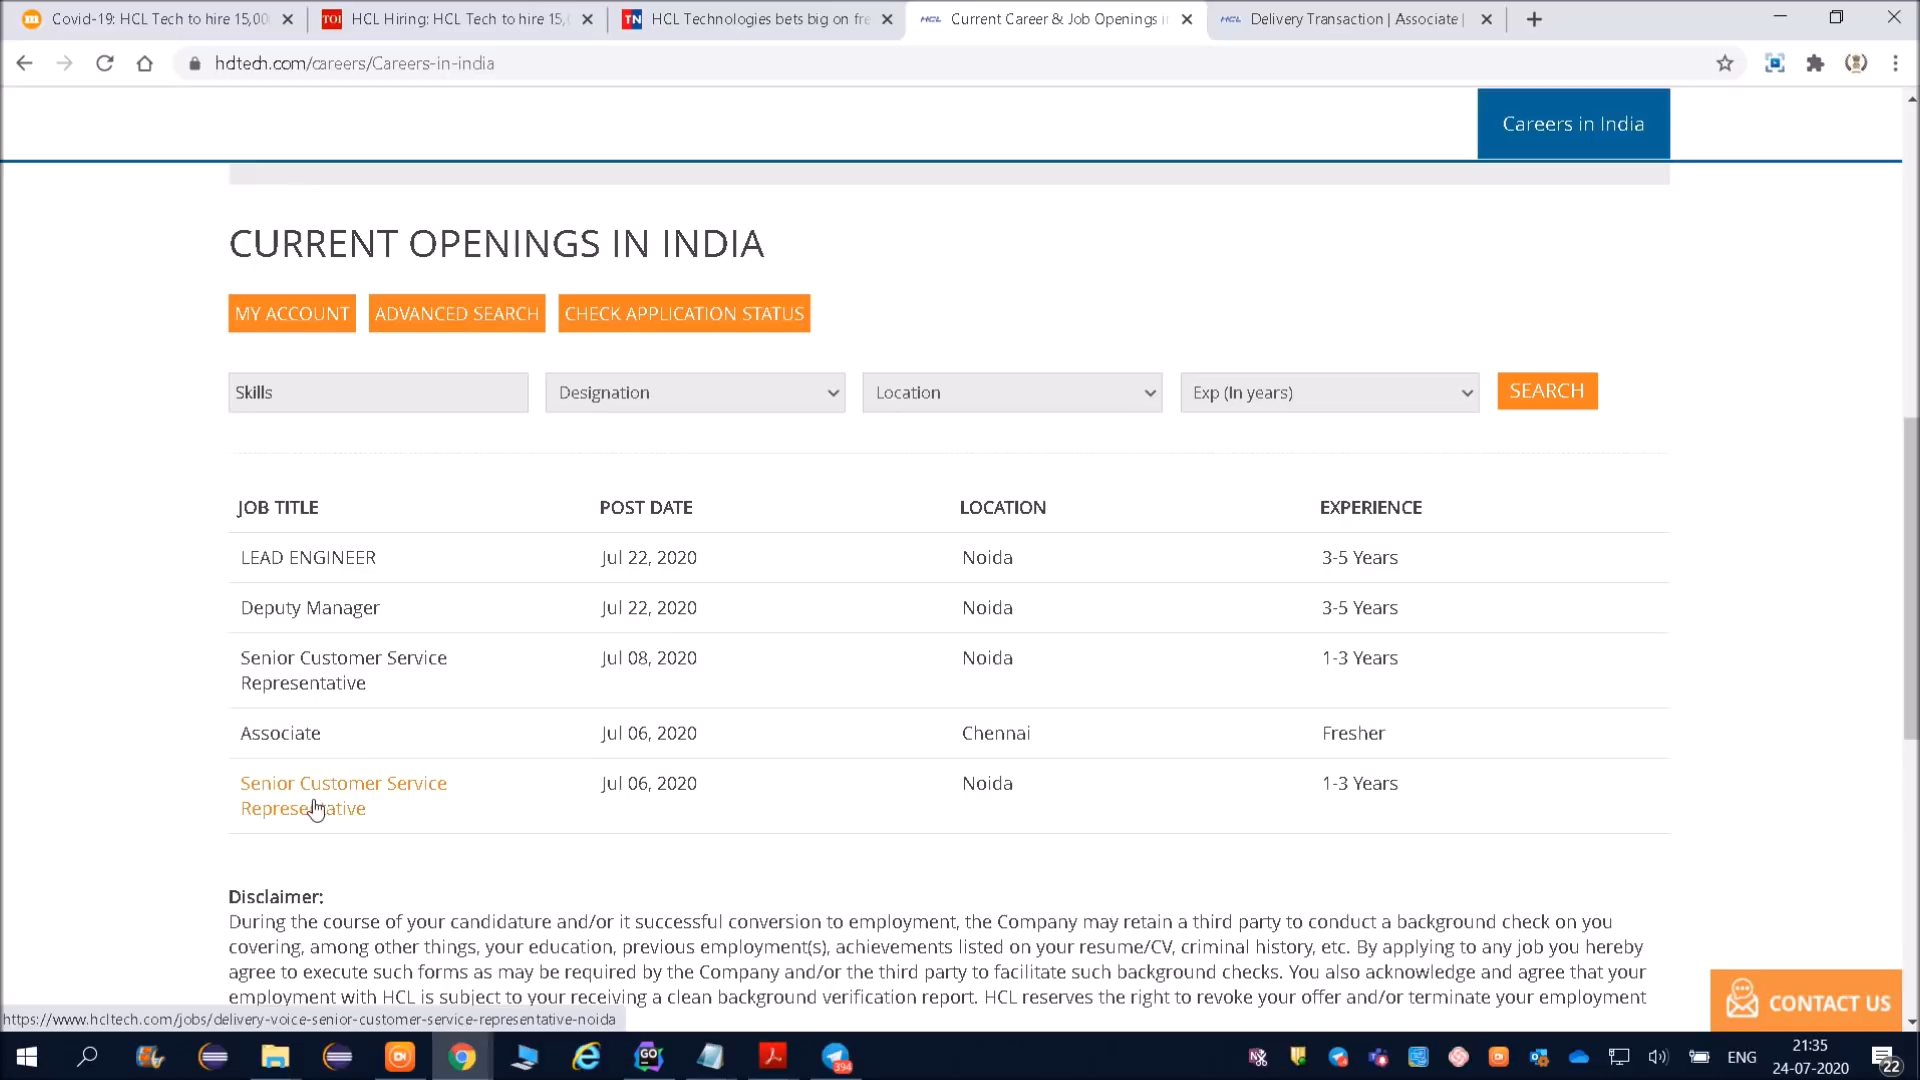 Covid-19: HCL Tech to hire 15,00
HCL Hiring: HCL Tech to hire 15,
HCL Technologies bets big on fre
Current Career & Job Openings i
Delivery Transaction | Associate |
hdtech.com/careers/Careers-in-india
Careers in India
CURRENT OPENINGS IN INDIA
MY ACCOUNT ADVANCED SEARCH CHECK APPLICATION STATUS
Skills Designation Location Exp (In years) SEARCH
JOB TITLE POST DATE LOCATION EXPERIENCE
LEAD ENGINEER Jul 22, 2020 Noida 3-5 Years
Deputy Manager Jul 22, 2020 Noida 3-5 Years
Senior Customer Service Jul 08, 2020 Noida 1-3 Years
Representative
Associate Jul 06, 2020 Chennai Fresher
Senior Customer Service Jul 06, 2020 Noida 1-3 Years
Representative
Disclaimer:
During the course of your candidature and/or it successful conversion to employment, the Company may retain a third party to conduct a background check on you
covering, among other things, your education, previous employment(s), achievements listed on your resume/CV, criminal history, etc. By applying to any job you hereby
agree to execute such forms as may be required by the Company and/or the third party to facilitate such background checks. You also acknowledge and agree that your
employment with HCL is subject to your receiving a clean background verification report. HCL reserves the right to revoke your offer and/or terminate your employment
CONTACT US
https://www.hcltech.com/jobs/delivery-voice-senior-customer-service-representative-noida
GO
394
ENG
21:35
24-07-2020
22